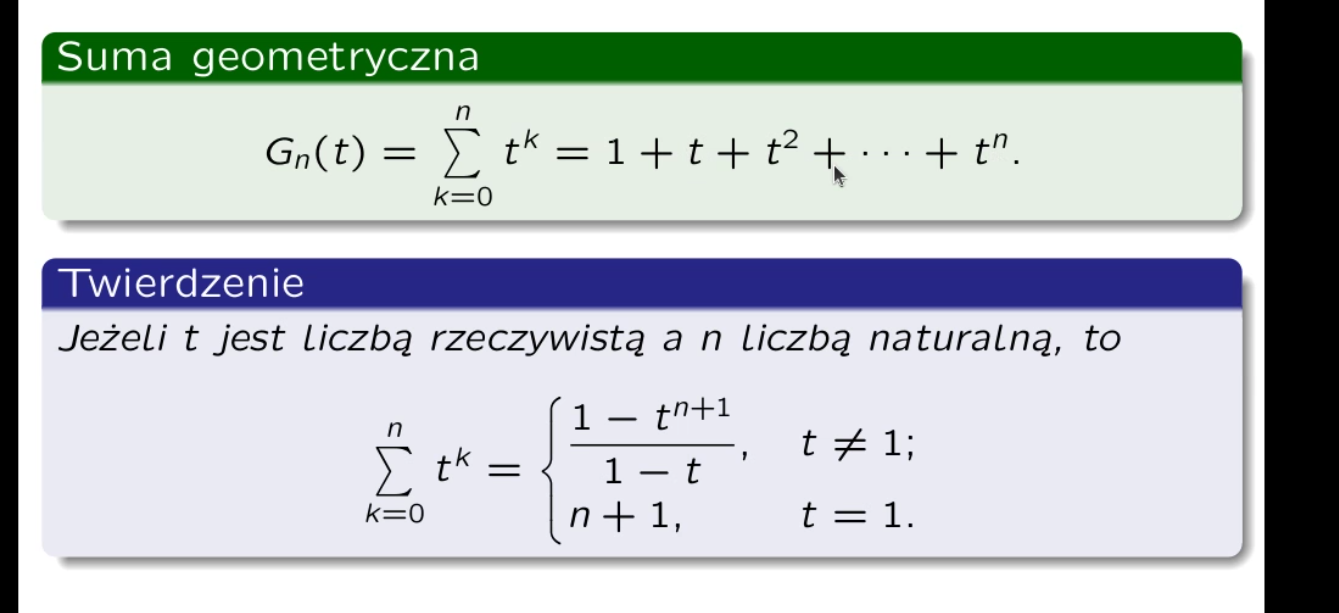 Suma geometryczna
$G_n(t) = \sum_{k=0}^{n} t^k = 1 + t + t^2 + \cdots + t^n.$
Twierdzenie
Jeżeli t jest liczbą rzeczywistą a n liczbą naturalną, to
$\sum_{k=0}^{n} t^k = \begin{cases} \dfrac{1 - t^{n+1}}{1 - t}, & t \neq 1; \\ n + 1, & t = 1. \end{cases}$